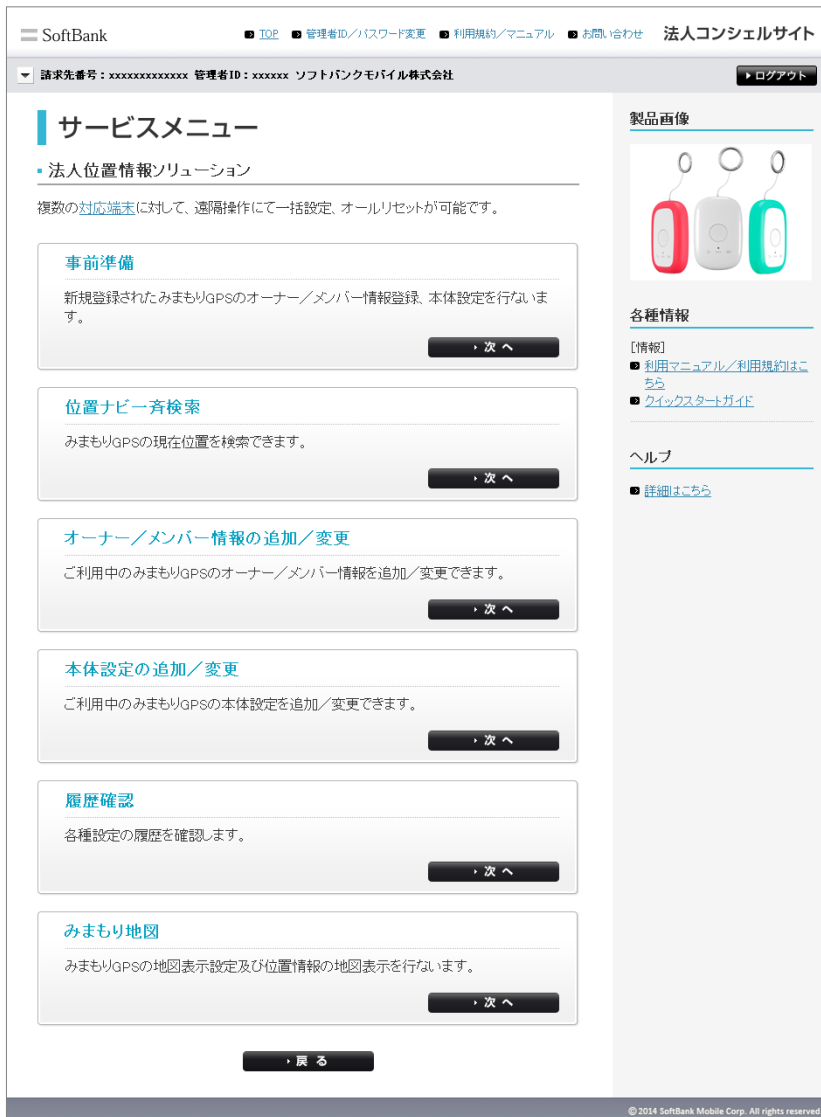 SoftBank
TOP 管理者ID／パスワード変更 利用規約／マニュアル お問い合わせ 法人コンシェルサイト
請求先番号：xxxxxxxxxxxxx 管理者ID：xxxxxx ソフトバンクモバイル株式会社
ログアウト
サービスメニュー
法人位置情報ソリューション
複数の対応端末に対して、遠隔操作にて一括設定、オールリセットが可能です。
事前準備
新規登録されたみまもりGPSのオーナー／メンバー情報登録、本体設定を行ないま
す。
次 へ
位置ナビ一斉検索
みまもりGPSの現在位置を検索できます。
次 へ
オーナー／メンバー情報の追加／変更
ご利用中のみまもりGPSのオーナー／メンバー情報を追加／変更できます。
次 へ
本体設定の追加／変更
ご利用中のみまもりGPSの本体設定を追加／変更できます。
次 へ
履歴確認
各種設定の履歴を確認します。
次 へ
みまもり地図
みまもりGPSの地図表示設定及び位置情報の地図表示を行ないます。
次 へ
戻 る
製品画像
各種情報
[情報]
利用マニュアル／利用規約はこ
ちら
クイックスタートガイド
ヘルプ
詳細はこちら
© 2014 SoftBank Mobile Corp. All rights reserved